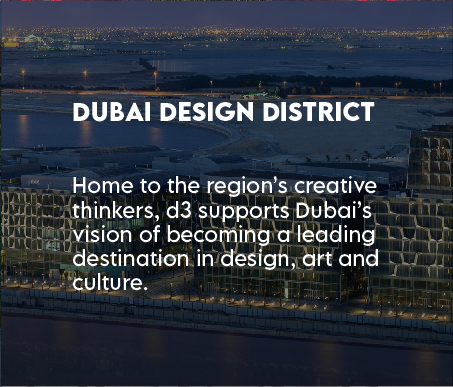 DUBAI DESIGN DISTRICT
Home to the region's creative
thinkers, d3 supports Dubai's
vision of becoming a leading
destination in design, art and
culture.